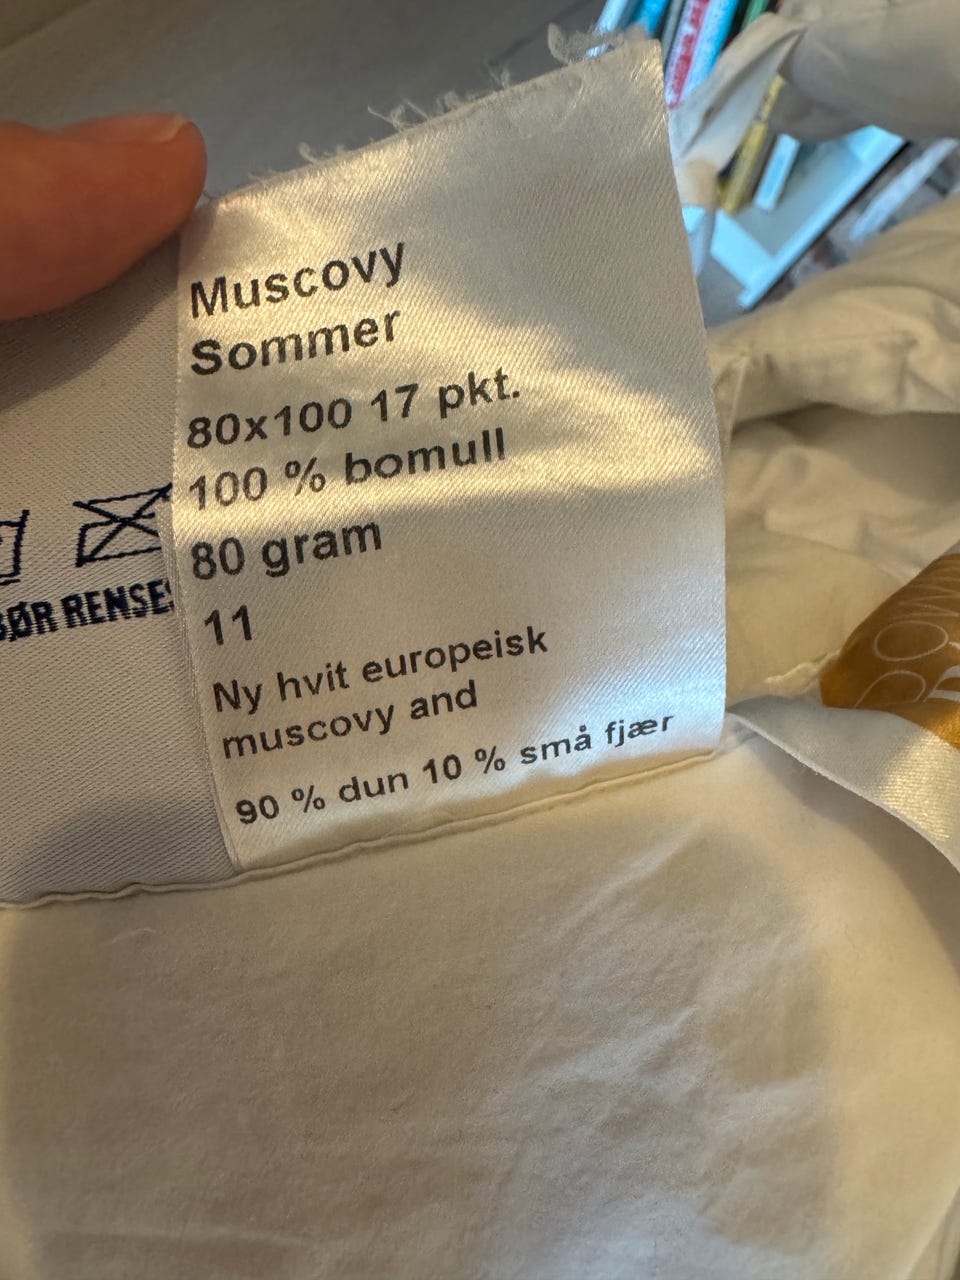 Muscovy
Sommer
80x100 17 pkt.
100 % bomull
80 gram
11
Ny hvit europeisk
muscovy and
90 % dun 10 % små fjær
BØR RENSES